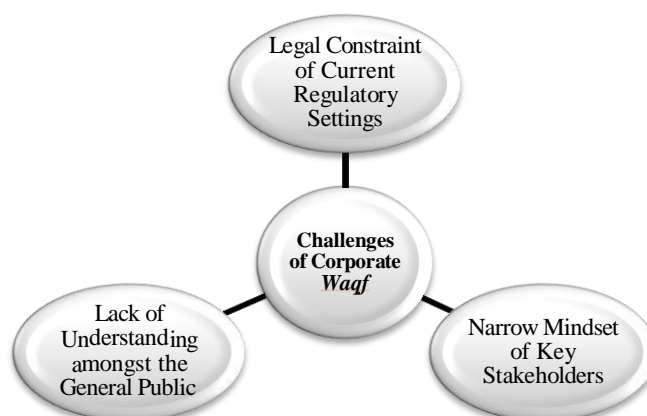 Legal Constraint
of Current
Regulatory
Settings
Challenges
of Corporate
Waqf
Lack of
Understanding
amongst the
General Public
Narrow Mindset
of Key
Stakeholders